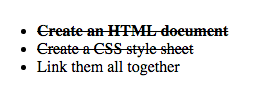 Create an HTML document
Create a CSS style sheet
Link them all together